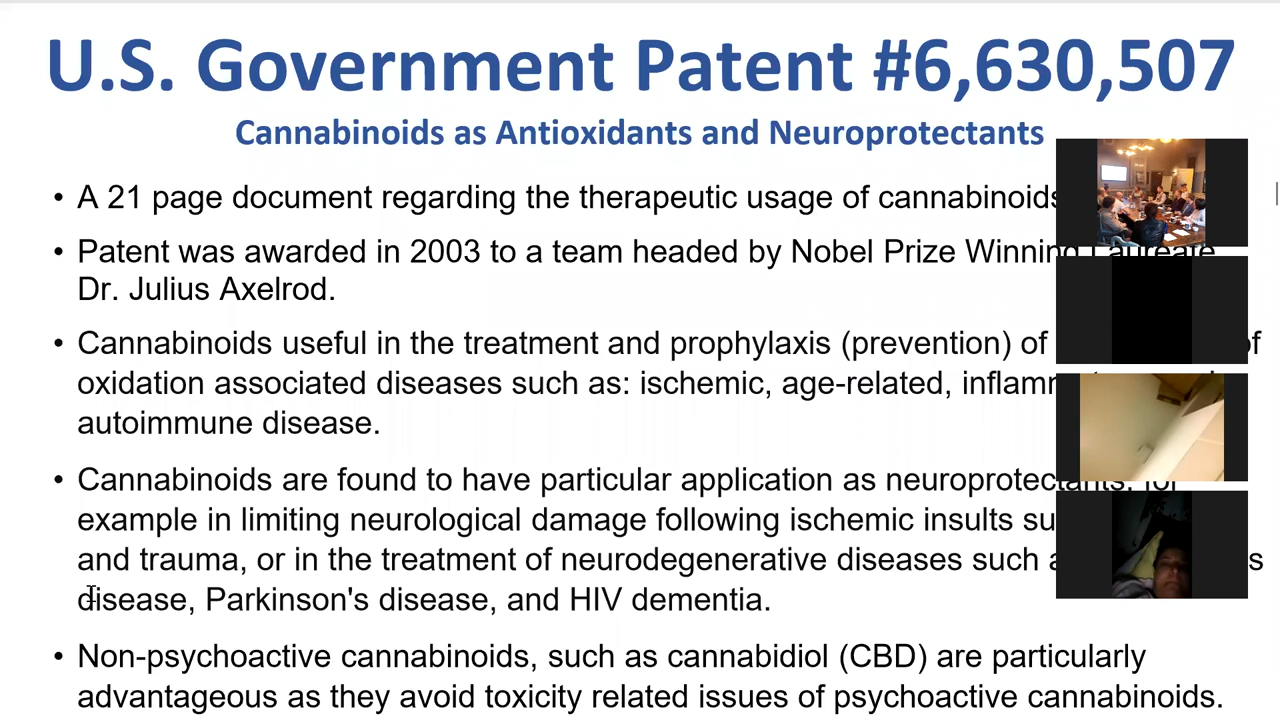 U.S. Government Patent #6,630,507
Cannabinoids as Antioxidants and Neuroprotectants
• A 21 page document regarding the therapeutic usage of cannabinoids
• Patent was awarded in 2003 to a team headed by Nobel Prize Winning Laureate
Dr. Julius Axelrod.
• Cannabinoids useful in the treatment and prophylaxis (prevention) of of
oxidation associated diseases such as: ischemic, age-related,
autoimmune disease.
• Cannabinoids are found to have particular application as neuroprotectants, for
example in limiting neurological damage following ischemic insults
and trauma, or in the treatment of neurodegenerative diseases such
disease, Parkinson's disease, and HIV dementia.
• Non-psychoactive cannabinoids, such as cannabidiol (CBD) are particularly
advantageous as they avoid toxicity related issues of psychoactive cannabinoids.